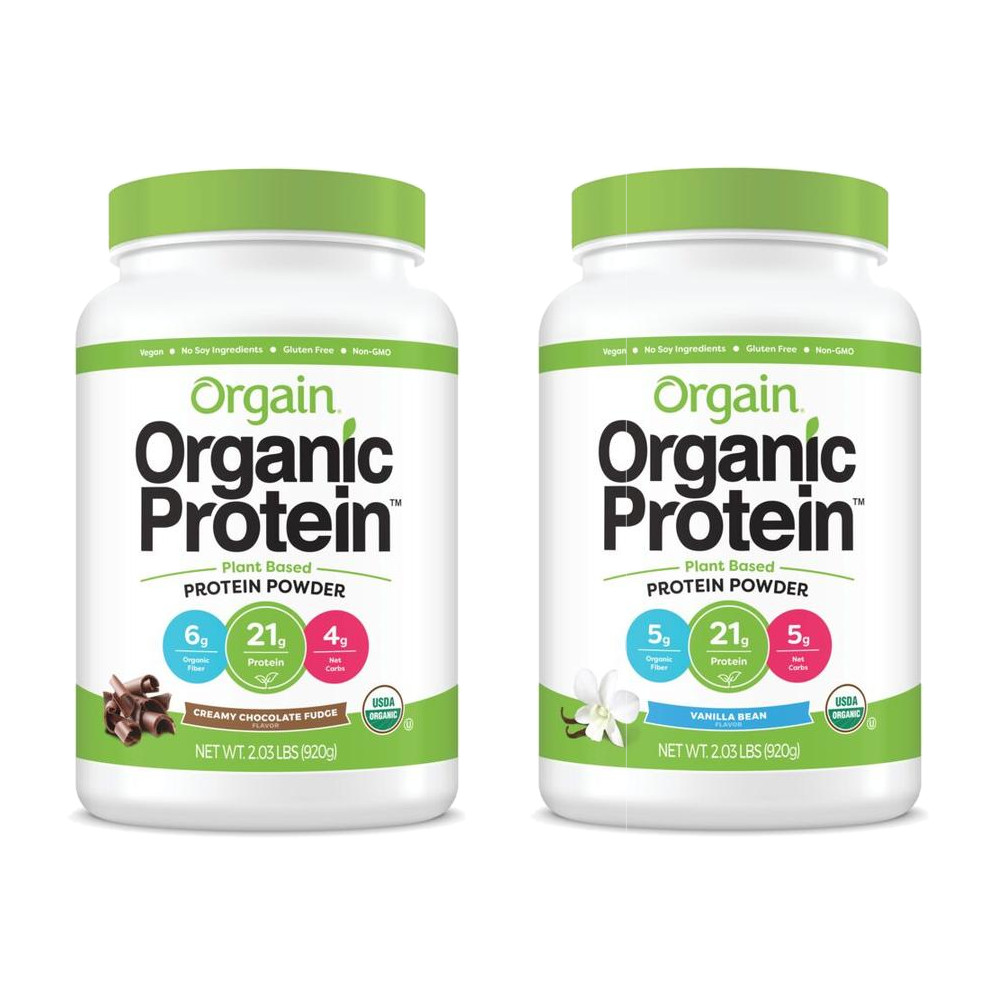 Vegan • No Soy Ingredients • Gluten Free • Non-GMO
Orgain®
Organic
Protein™
Plant Based
PROTEIN POWDER
6g
Organic
Fiber
21g
Protein
4g
Net
Carbs
CREAMY CHOCOLATE FUDGE
FLAVOR
USDA
ORGANIC
U
NET WT. 2.03 LBS (920g)
Vegan • No Soy Ingredients • Gluten Free • Non-GMO
Orgain®
Organic
Protein™
Plant Based
PROTEIN POWDER
5g
Organic
Fiber
21g
Protein
5g
Net
Carbs
VANILLA BEAN
FLAVOR
USDA
ORGANIC
U
NET WT. 2.03 LBS (920g)